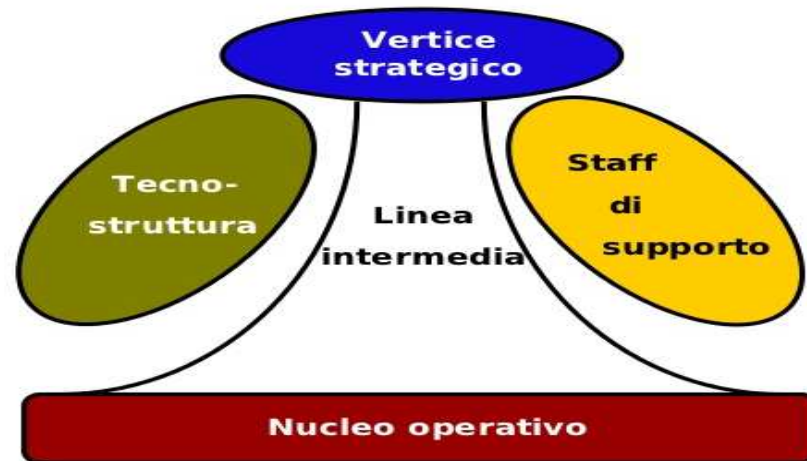 Vertice
strategico
Tecno-
struttura
Linea
intermedia
Staff
di
supporto
Nucleo operativo